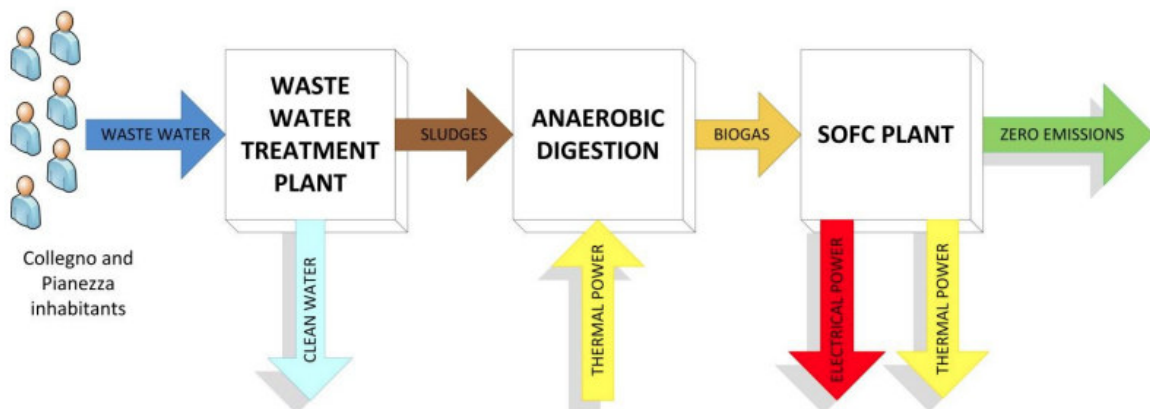 WASTE WATER
WASTE
WATER
TREATMENT
PLANT
SLUDGES
ANAEROBIC
DIGESTION
BIOGAS
SOFC PLANT
ZERO EMISSIONS
Collegno and
Pianezza
inhabitants
CLEAN WATER
THERMAL POWER
ELECTRICAL POWER
THERMAL POWER